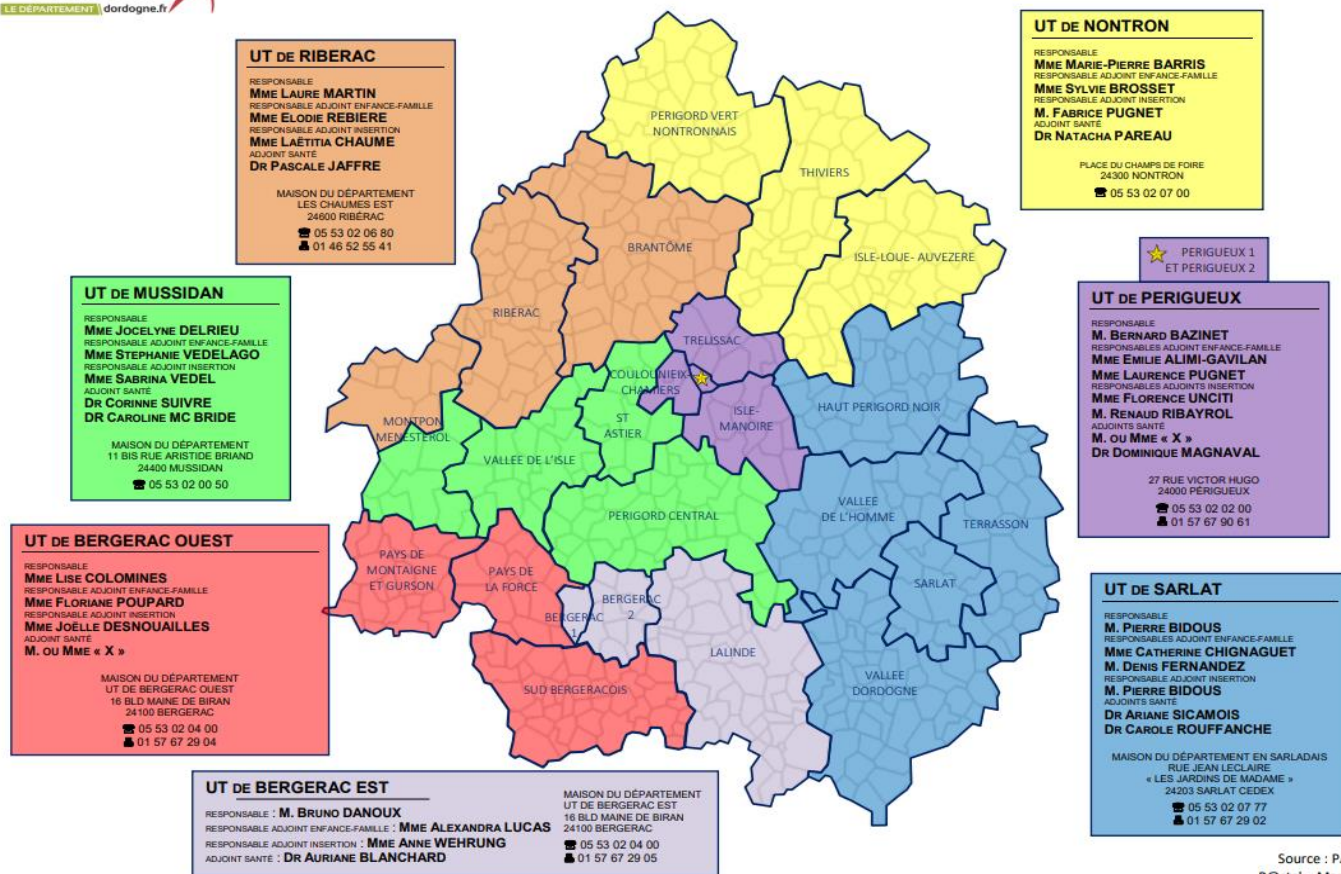 LE DÉPARTEMENT dordogne.fr
UT DE RIBERAC
RESPONSABLE
MME LAURE MARTIN
RESPONSABLE ADJOINT ENFANCE-FAMILLE
MME ELODIE REBIERE
RESPONSABLE ADJOINT INSERTION
MME LAËTITIA CHAUME
ADJOINT SANTÉ
DR PASCALE JAFFRE
MAISON DU DÉPARTEMENT
LES CHAUMES EST
24600 RIBÉRAC
05 53 02 06 80
01 46 52 55 41
UT DE NONTRON
RESPONSABLE
MME MARIE-PIERRE BARRIS
RESPONSABLE ADJOINT ENFANCE-FAMILLE
MME SYLVIE BROSSET
RESPONSABLE ADJOINT INSERTION
M. FABRICE PUGNET
ADJOINT SANTÉ
DR NATACHA PAREAU
PLACE DU CHAMPS DE FOIRE
24300 NONTRON
05 53 02 07 00
UT DE MUSSIDAN
RESPONSABLE
MME JOCELYNE DELRIEU
RESPONSABLE ADJOINT ENFANCE-FAMILLE
MME STEPHANIE VEDELAGO
RESPONSABLE ADJOINT INSERTION
MME SABRINA VEDEL
ADJOINT SANTÉ
DR CORINNE SUIVRE
DR CAROLINE MC BRIDE
MAISON DU DÉPARTEMENT
11 BIS RUE ARISTIDE BRIAND
24400 MUSSIDAN
05 53 02 00 50
PERIGUEUX 1
ET PERIGUEUX 2
UT DE PERIGUEUX
RESPONSABLE
M. BERNARD BAZINET
RESPONSABLES ADJOINT ENFANCE-FAMILLE
MME EMILIE ALIMI-GAVILAN
MME LAURENCE PUGNET
RESPONSABLES ADJOINTS INSERTION
MME FLORENCE UNCITI
M. RENAUD RIBAYROL
ADJOINTS SANTÉ
M. OU MME « X »
DR DOMINIQUE MAGNAVAL
27 RUE VICTOR HUGO
24000 PÉRIGUEUX
05 53 02 02 00
01 57 67 90 61
UT DE BERGERAC OUEST
RESPONSABLE
MME LISE COLOMINES
RESPONSABLE ADJOINT ENFANCE-FAMILLE
MME FLORIANE POUPARD
RESPONSABLE ADJOINT INSERTION
MME JOËLLE DESNOUAILLES
ADJOINT SANTÉ
M. OU MME « X »
MAISON DU DÉPARTEMENT
UT DE BERGERAC OUEST
16 BLD MAINE DE BIRAN
24100 BERGERAC
05 53 02 04 00
01 57 67 29 04
UT DE SARLAT
RESPONSABLE
M. PIERRE BIDOUS
RESPONSABLES ADJOINT ENFANCE-FAMILLE
MME CATHERINE CHIGNAGUET
M. DENIS FERNANDEZ
RESPONSABLE ADJOINT INSERTION
M. PIERRE BIDOUS
ADJOINTS SANTÉ
DR ARIANE SICAMOIS
DR CAROLE ROUFFANCHE
MAISON DU DÉPARTEMENT EN SARLADAIS
RUE JEAN LECLAIRE
« LES JARDINS DE MADAME »
24203 SARLAT CEDEX
05 53 02 07 77
01 57 67 29 02
UT DE BERGERAC EST
RESPONSABLE : M. BRUNO DANOUX
RESPONSABLE ADJOINT ENFANCE-FAMILLE : MME ALEXANDRA LUCAS
RESPONSABLE ADJOINT INSERTION : MME ANNE WEHRUNG
ADJOINT SANTÉ : DR AURIANE BLANCHARD
MAISON DU DÉPARTEMENT
UT DE BERGERAC EST
16 BLD MAINE DE BIRAN
24100 BERGERAC
05 53 02 04 00
01 57 67 29 05
PERIGORD VERT
NONTRONNAIS
THIVIERS
BRANTÔME
ISLE-LOUE- AUVEZERE
RIBERAC
TRELISSAC
COULOUNIEIX-
CHAMIERS
ISLE-
MANOIRE
HAUT PERIGORD NOIR
MONTPON
MENESTEROL
ST
ASTIER
VALLEE DE L'ISLE
PERIGORD CENTRAL
VALLEE
DE L'HOMME
TERRASSON
PAYS DE
MONTAIGNE
ET GURSON
PAYS DE
LA FORCE
BERGERAC
1
BERGERAC
2
SARLAT
LALINDE
SUD BERGERACOIS
VALLEE
DORDOGNE
Source :